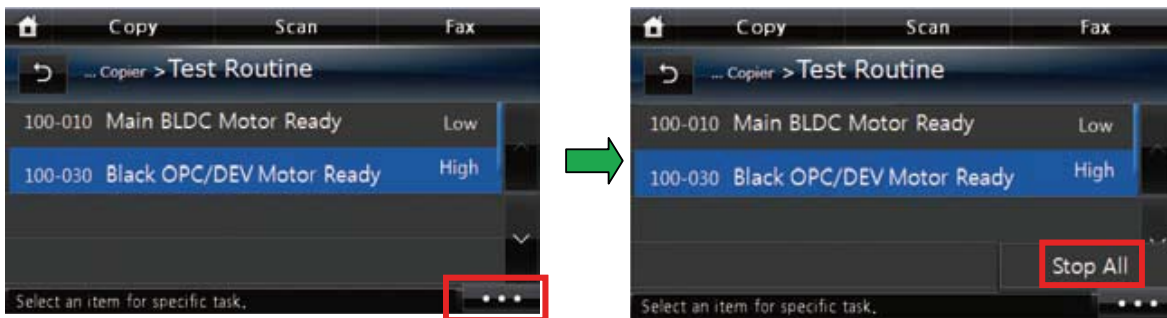 Copy Scan Fax
... Copier > Test Routine
100-010 Main BLDC Motor Ready Low
100-030 Black OPC/DEV Motor Ready High
Select an item for specific task.
Copy Scan Fax
... Copier > Test Routine
100-010 Main BLDC Motor Ready Low
100-030 Black OPC/DEV Motor Ready High
Stop All
Select an item for specific task.